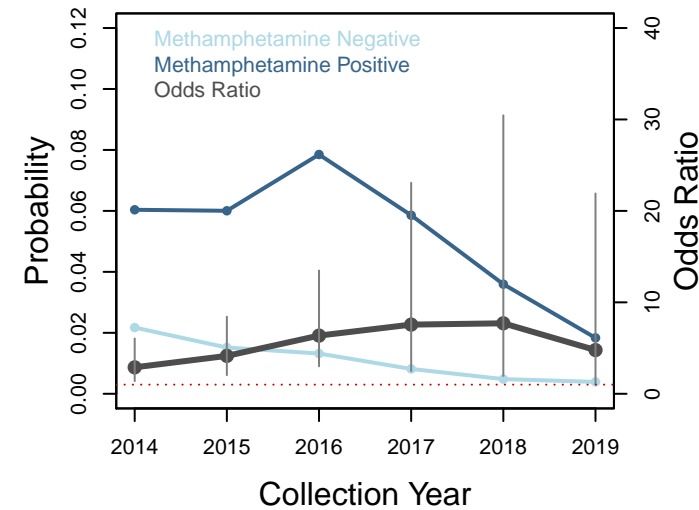 Methamphetamine Negative
Methamphetamine Positive
Odds Ratio
Probability
0.12
0.10
0.08
0.06
0.04
0.02
0.00
40
30
20
10
0
Odds Ratio
2014 2015 2016 2017 2018 2019
Collection Year